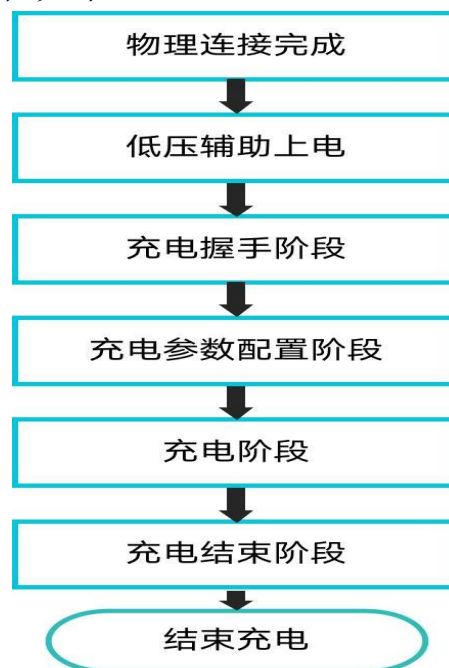 物理连接完成
低压辅助上电
充电握手阶段
充电参数配置阶段
充电阶段
充电结束阶段
结束充电